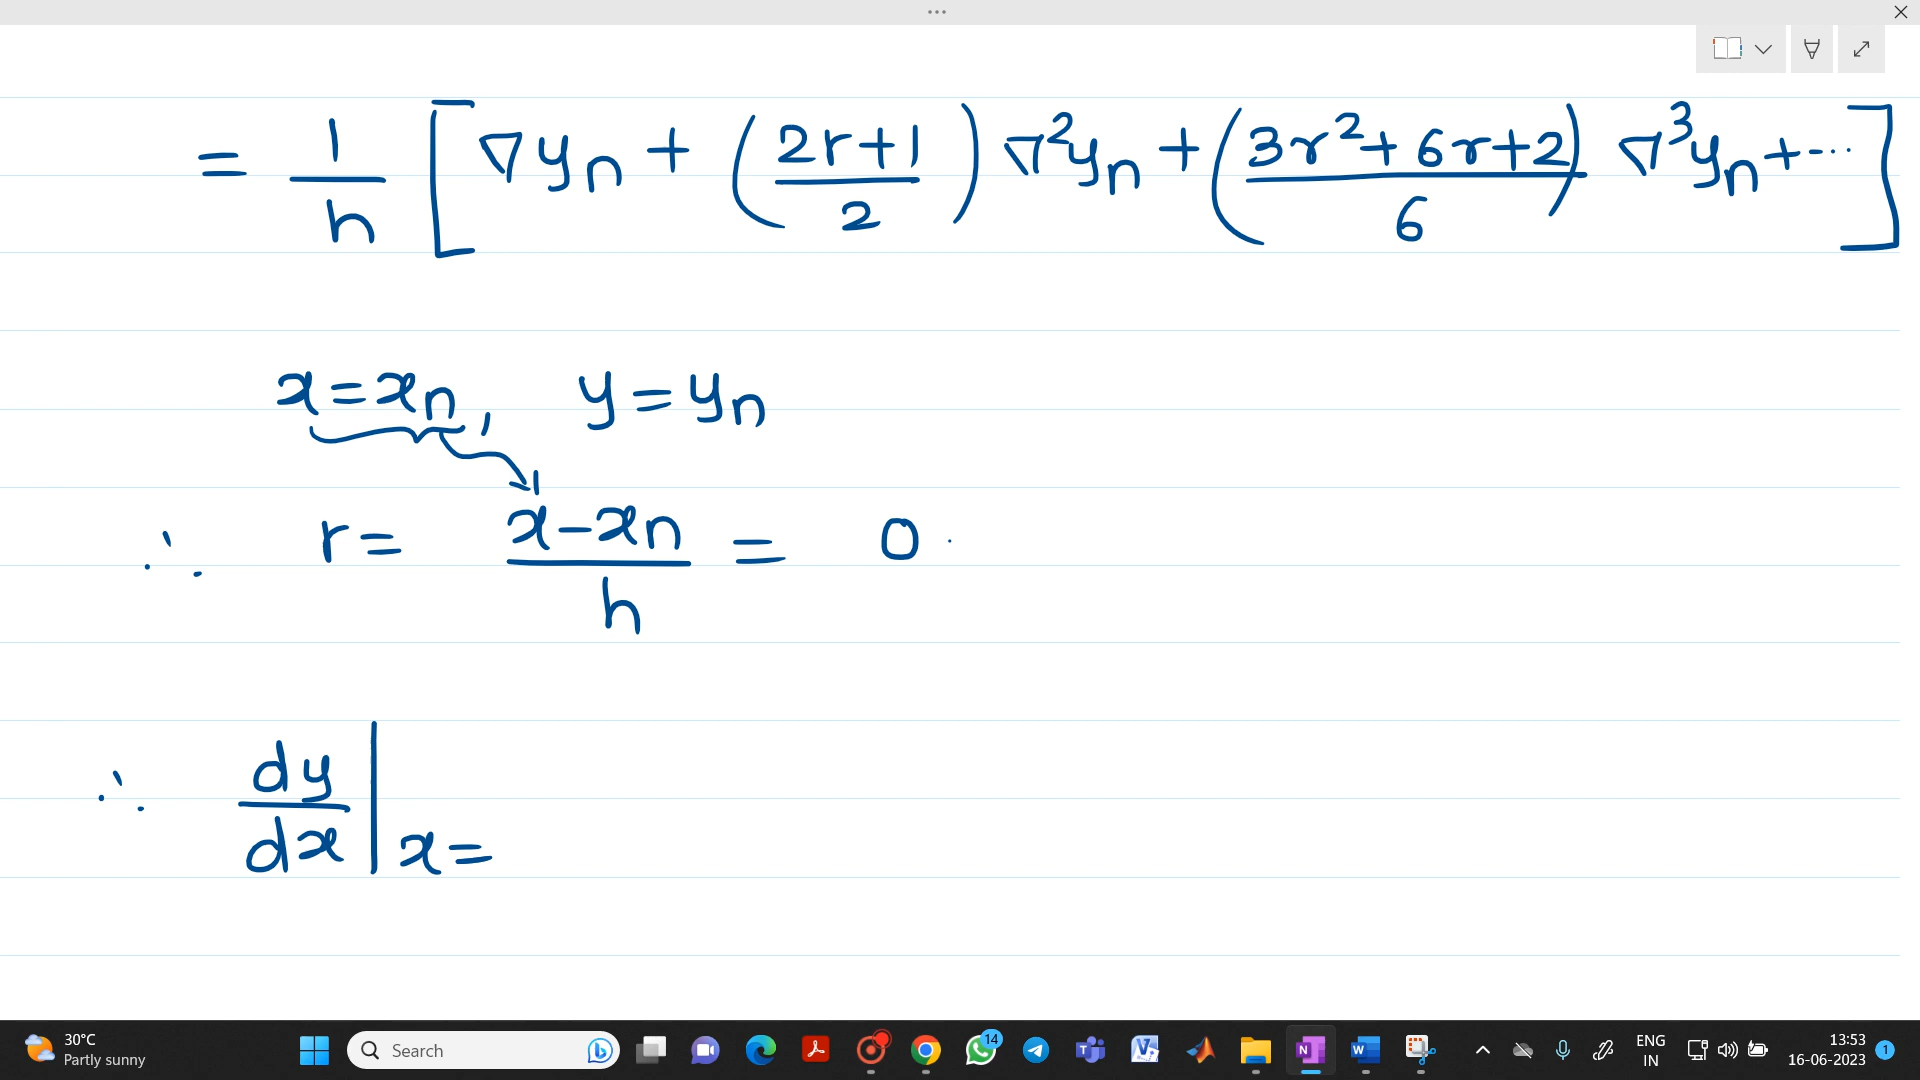 = 1/h [ ∇yn + ( (2r+1)/2 ) ∇²yn + ( (3r²+6r+2)/6 ) ∇³yn + ... ]
x = xn, y = yn
∴ r = (x-xn)/h = 0.
∴ dy/dx | x=
30°C
Partly sunny
Search
14
ENG
IN
13:53
16-06-2023
1